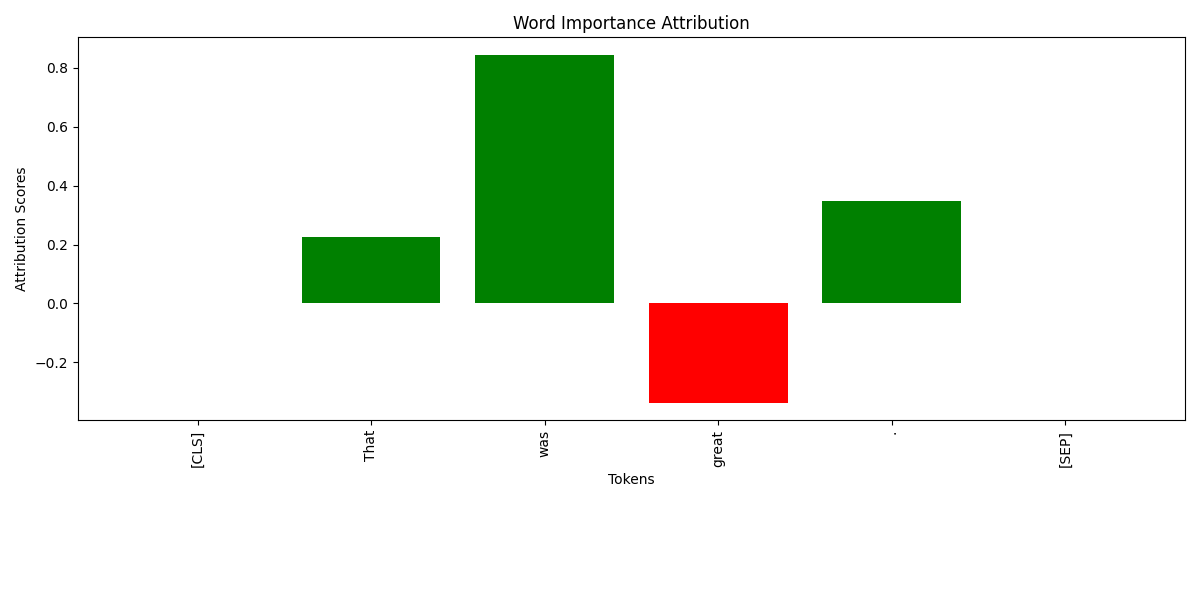 Word Importance Attribution
Attribution Scores
0.8
0.6
0.4
0.2
0.0
−0.2
[CLS]
That
was
great
.
[SEP]
Tokens